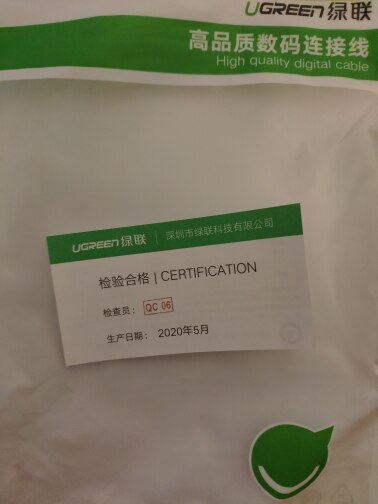 UGREEN绿联
高品质数码连接线
High quality digital cable
UGREEN绿联 | 深圳市绿联科技有限公司
检验合格 | CERTIFICATION
检查员： QC 06
生产日期： 2020年5月